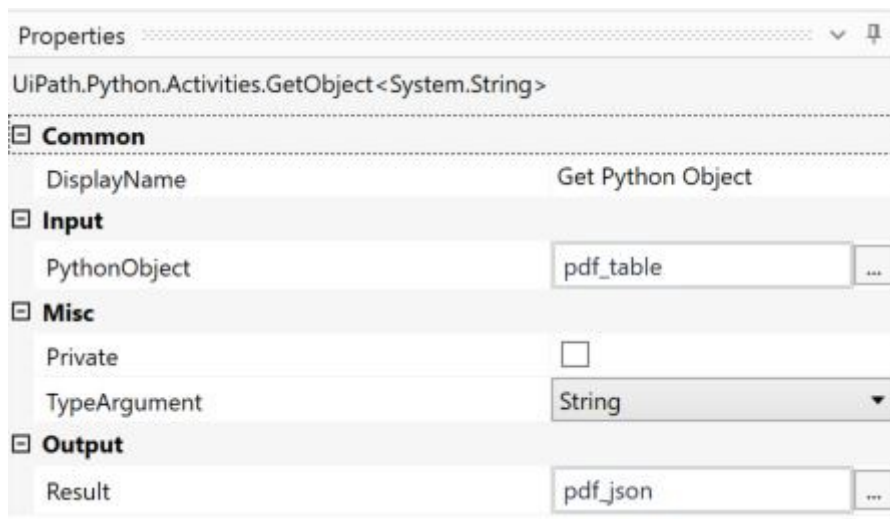 Properties
UiPath.Python.Activities.GetObject<System.String>
Common
DisplayName Get Python Object
Input
PythonObject pdf_table ...
Misc
Private
TypeArgument String
Output
Result pdf_json ...